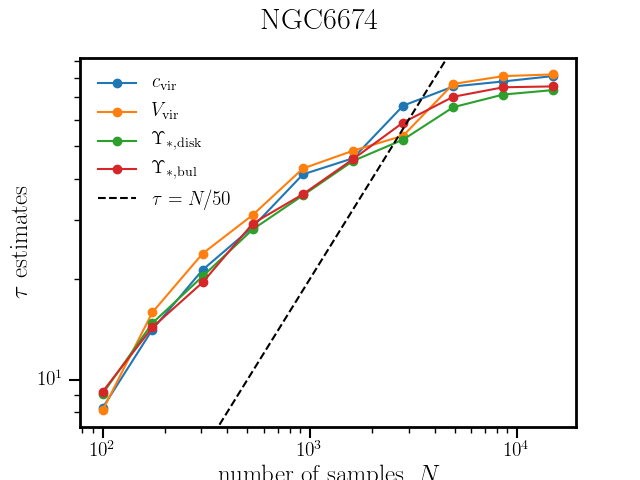 NGC6674
τ estimates
c_vir
V_vir
Υ_{*,disk}
Υ_{*,bul}
τ = N/50
10^1
10^2
10^3
10^4
number of samples, N